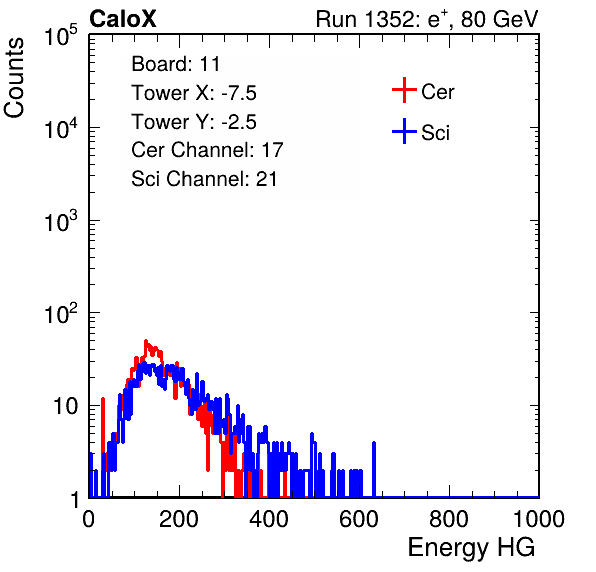 CaloX Run 1352: e⁺, 80 GeV
Counts
10⁵
10⁴
10³
10²
10
1
Board: 11
Tower X: -7.5
Tower Y: -2.5
Cer Channel: 17
Sci Channel: 21
Cer
Sci
0 200 400 600 800 1000
Energy HG